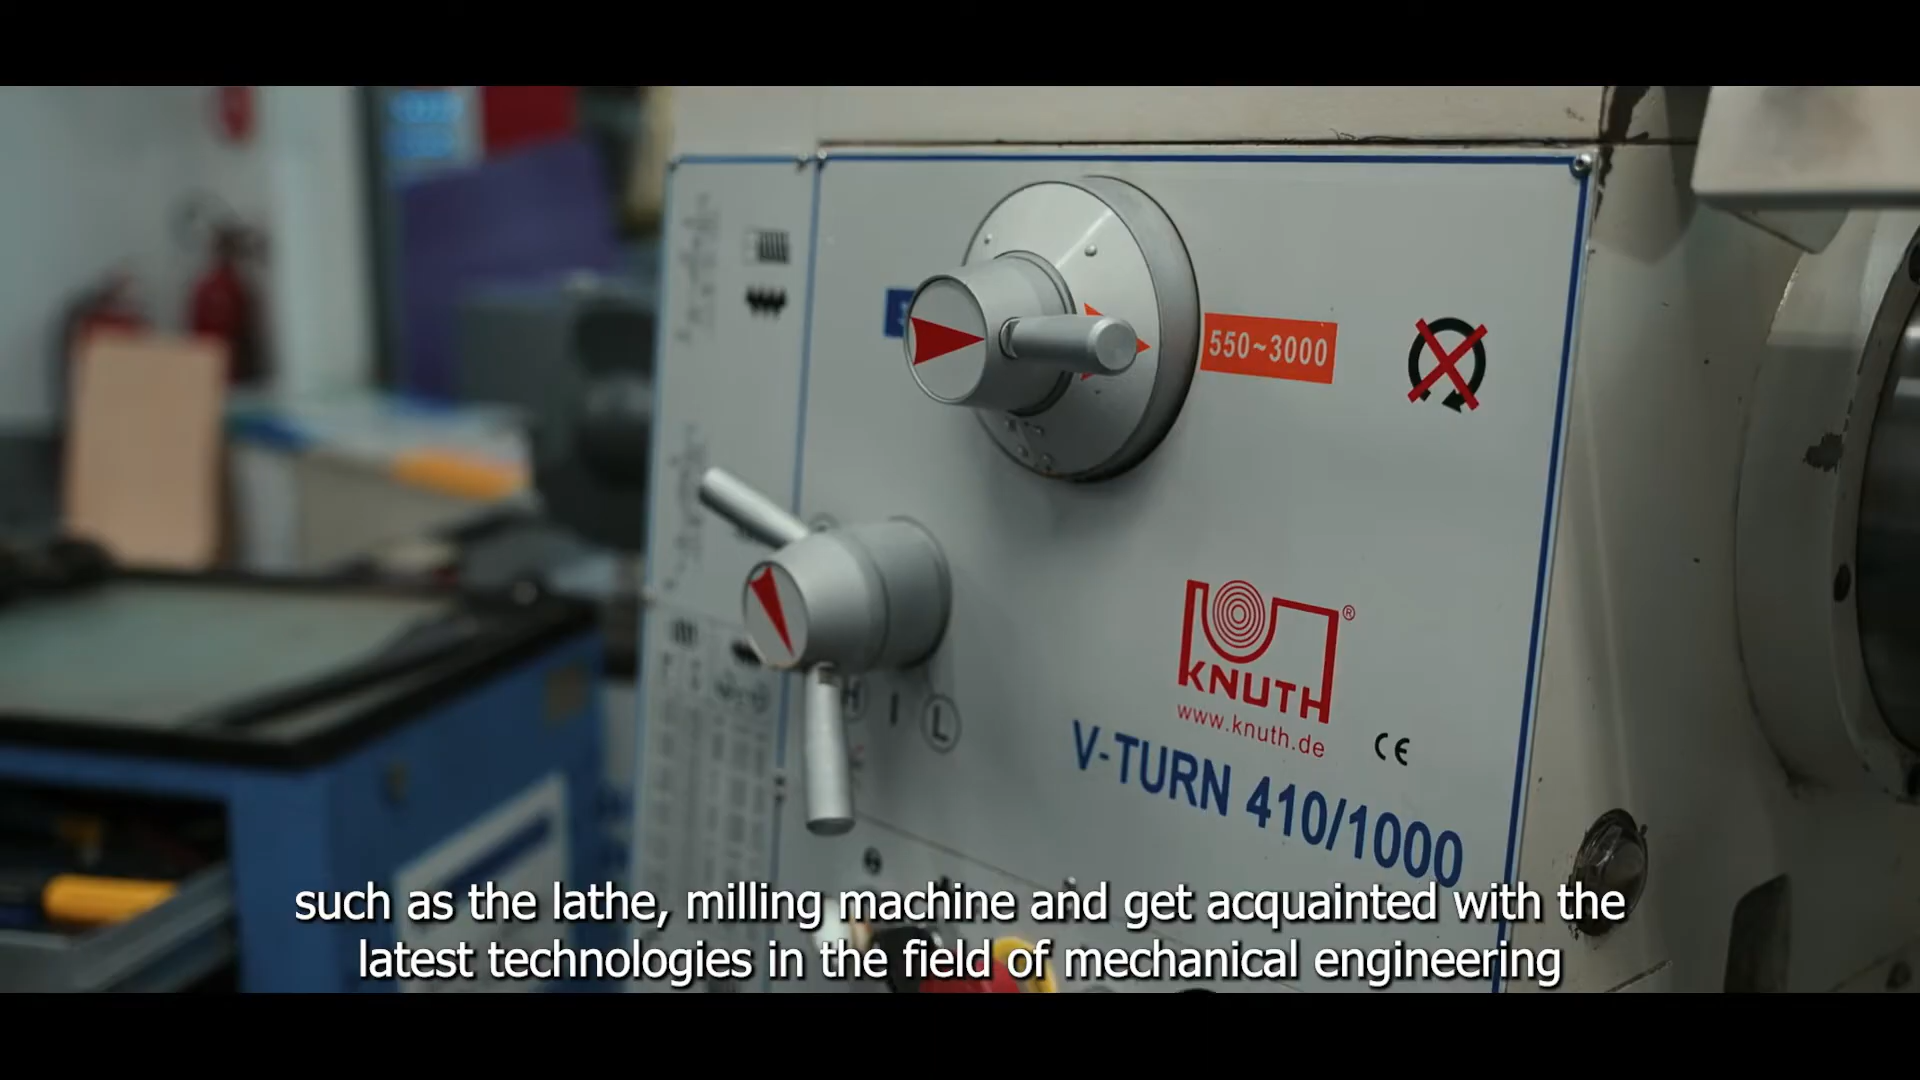 550~3000
KNUTH
®
www.knuth.de
CE
V-TURN 410/1000
H I L
such as the lathe, milling machine and get acquainted with the
latest technologies in the field of mechanical engineering